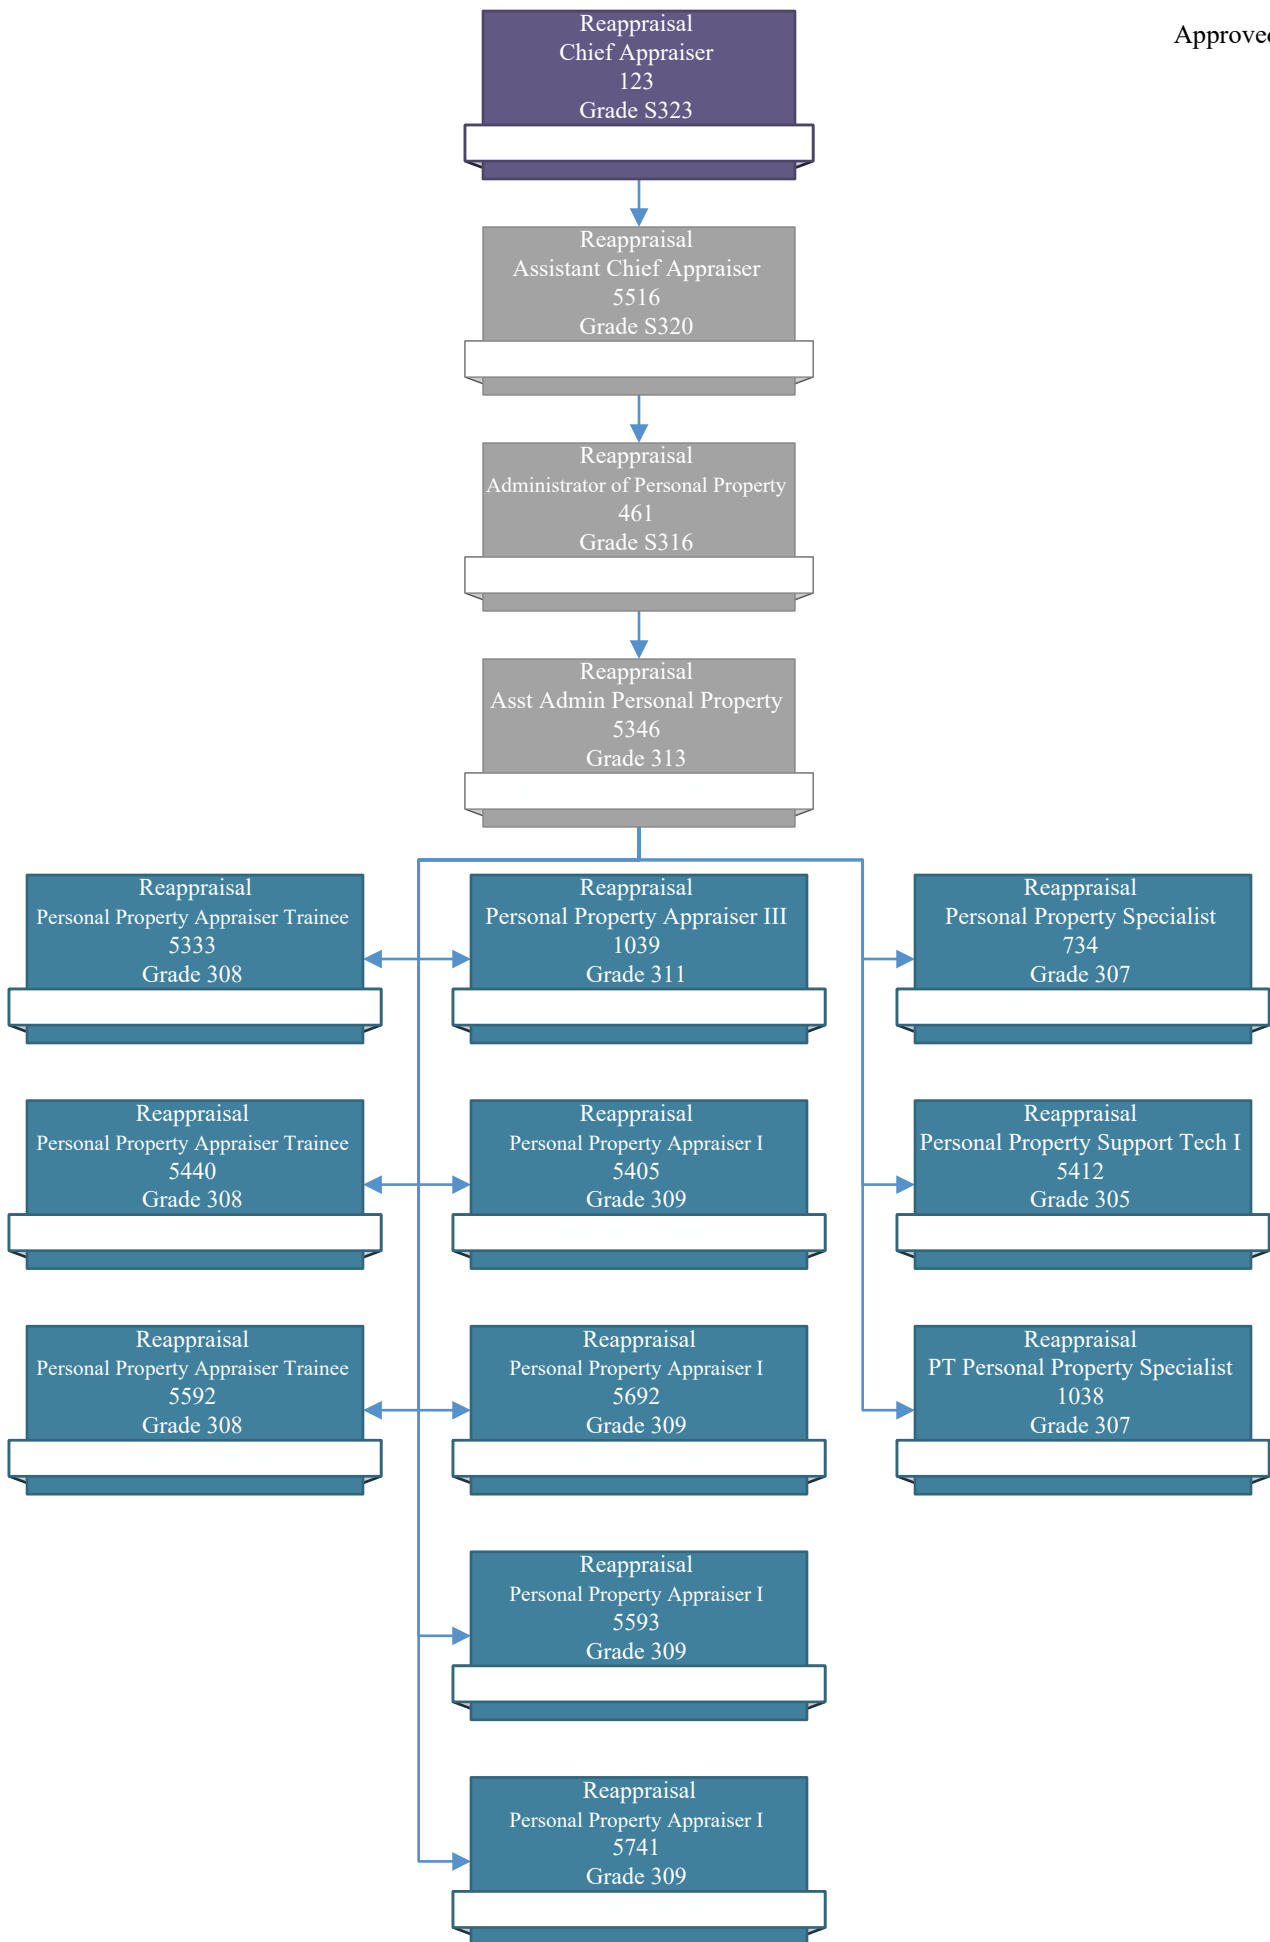 Reappraisal
Chief Appraiser
123
Grade S323
Approved
Reappraisal
Assistant Chief Appraiser
5516
Grade S320
Reappraisal
Administrator of Personal Property
461
Grade S316
Reappraisal
Asst Admin Personal Property
5346
Grade 313
Reappraisal
Personal Property Appraiser Trainee
5333
Grade 308
Reappraisal
Personal Property Appraiser III
1039
Grade 311
Reappraisal
Personal Property Specialist
734
Grade 307
Reappraisal
Personal Property Appraiser Trainee
5440
Grade 308
Reappraisal
Personal Property Appraiser I
5405
Grade 309
Reappraisal
Personal Property Support Tech I
5412
Grade 305
Reappraisal
Personal Property Appraiser Trainee
5592
Grade 308
Reappraisal
Personal Property Appraiser I
5692
Grade 309
Reappraisal
PT Personal Property Specialist
1038
Grade 307
Reappraisal
Personal Property Appraiser I
5593
Grade 309
Reappraisal
Personal Property Appraiser I
5741
Grade 309